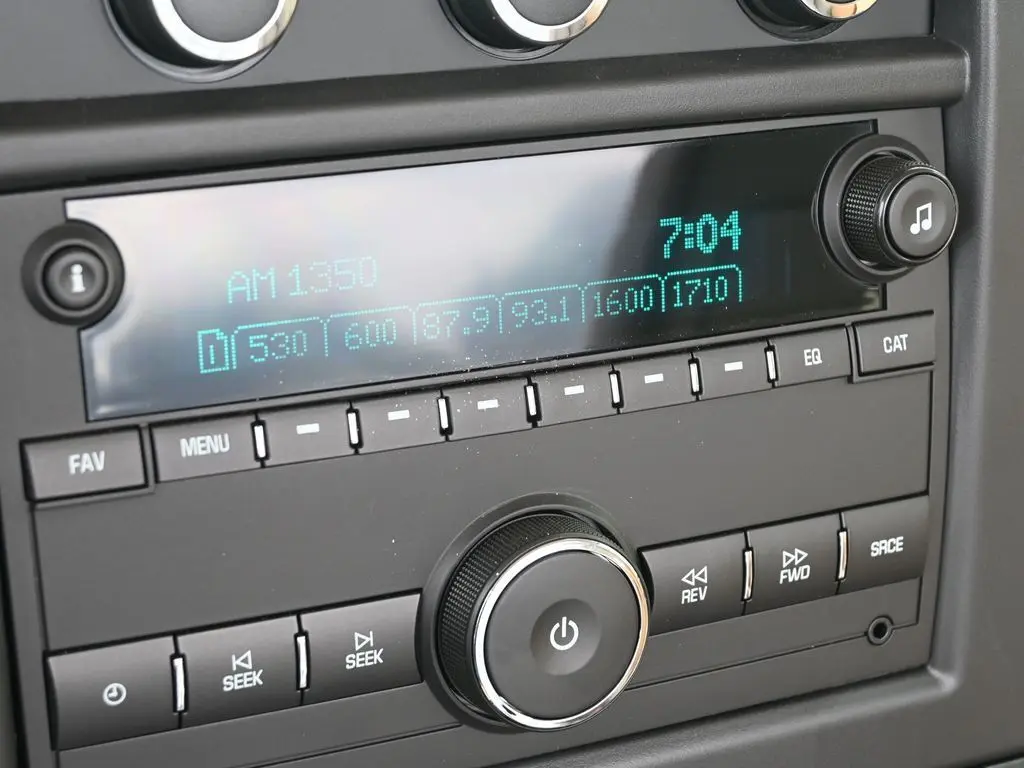 7:04
AM 1350
1 530 600 87.9 93.1 1600 1710
i
FAV MENU EQ CAT
SEEK SEEK REV FWD SRCE